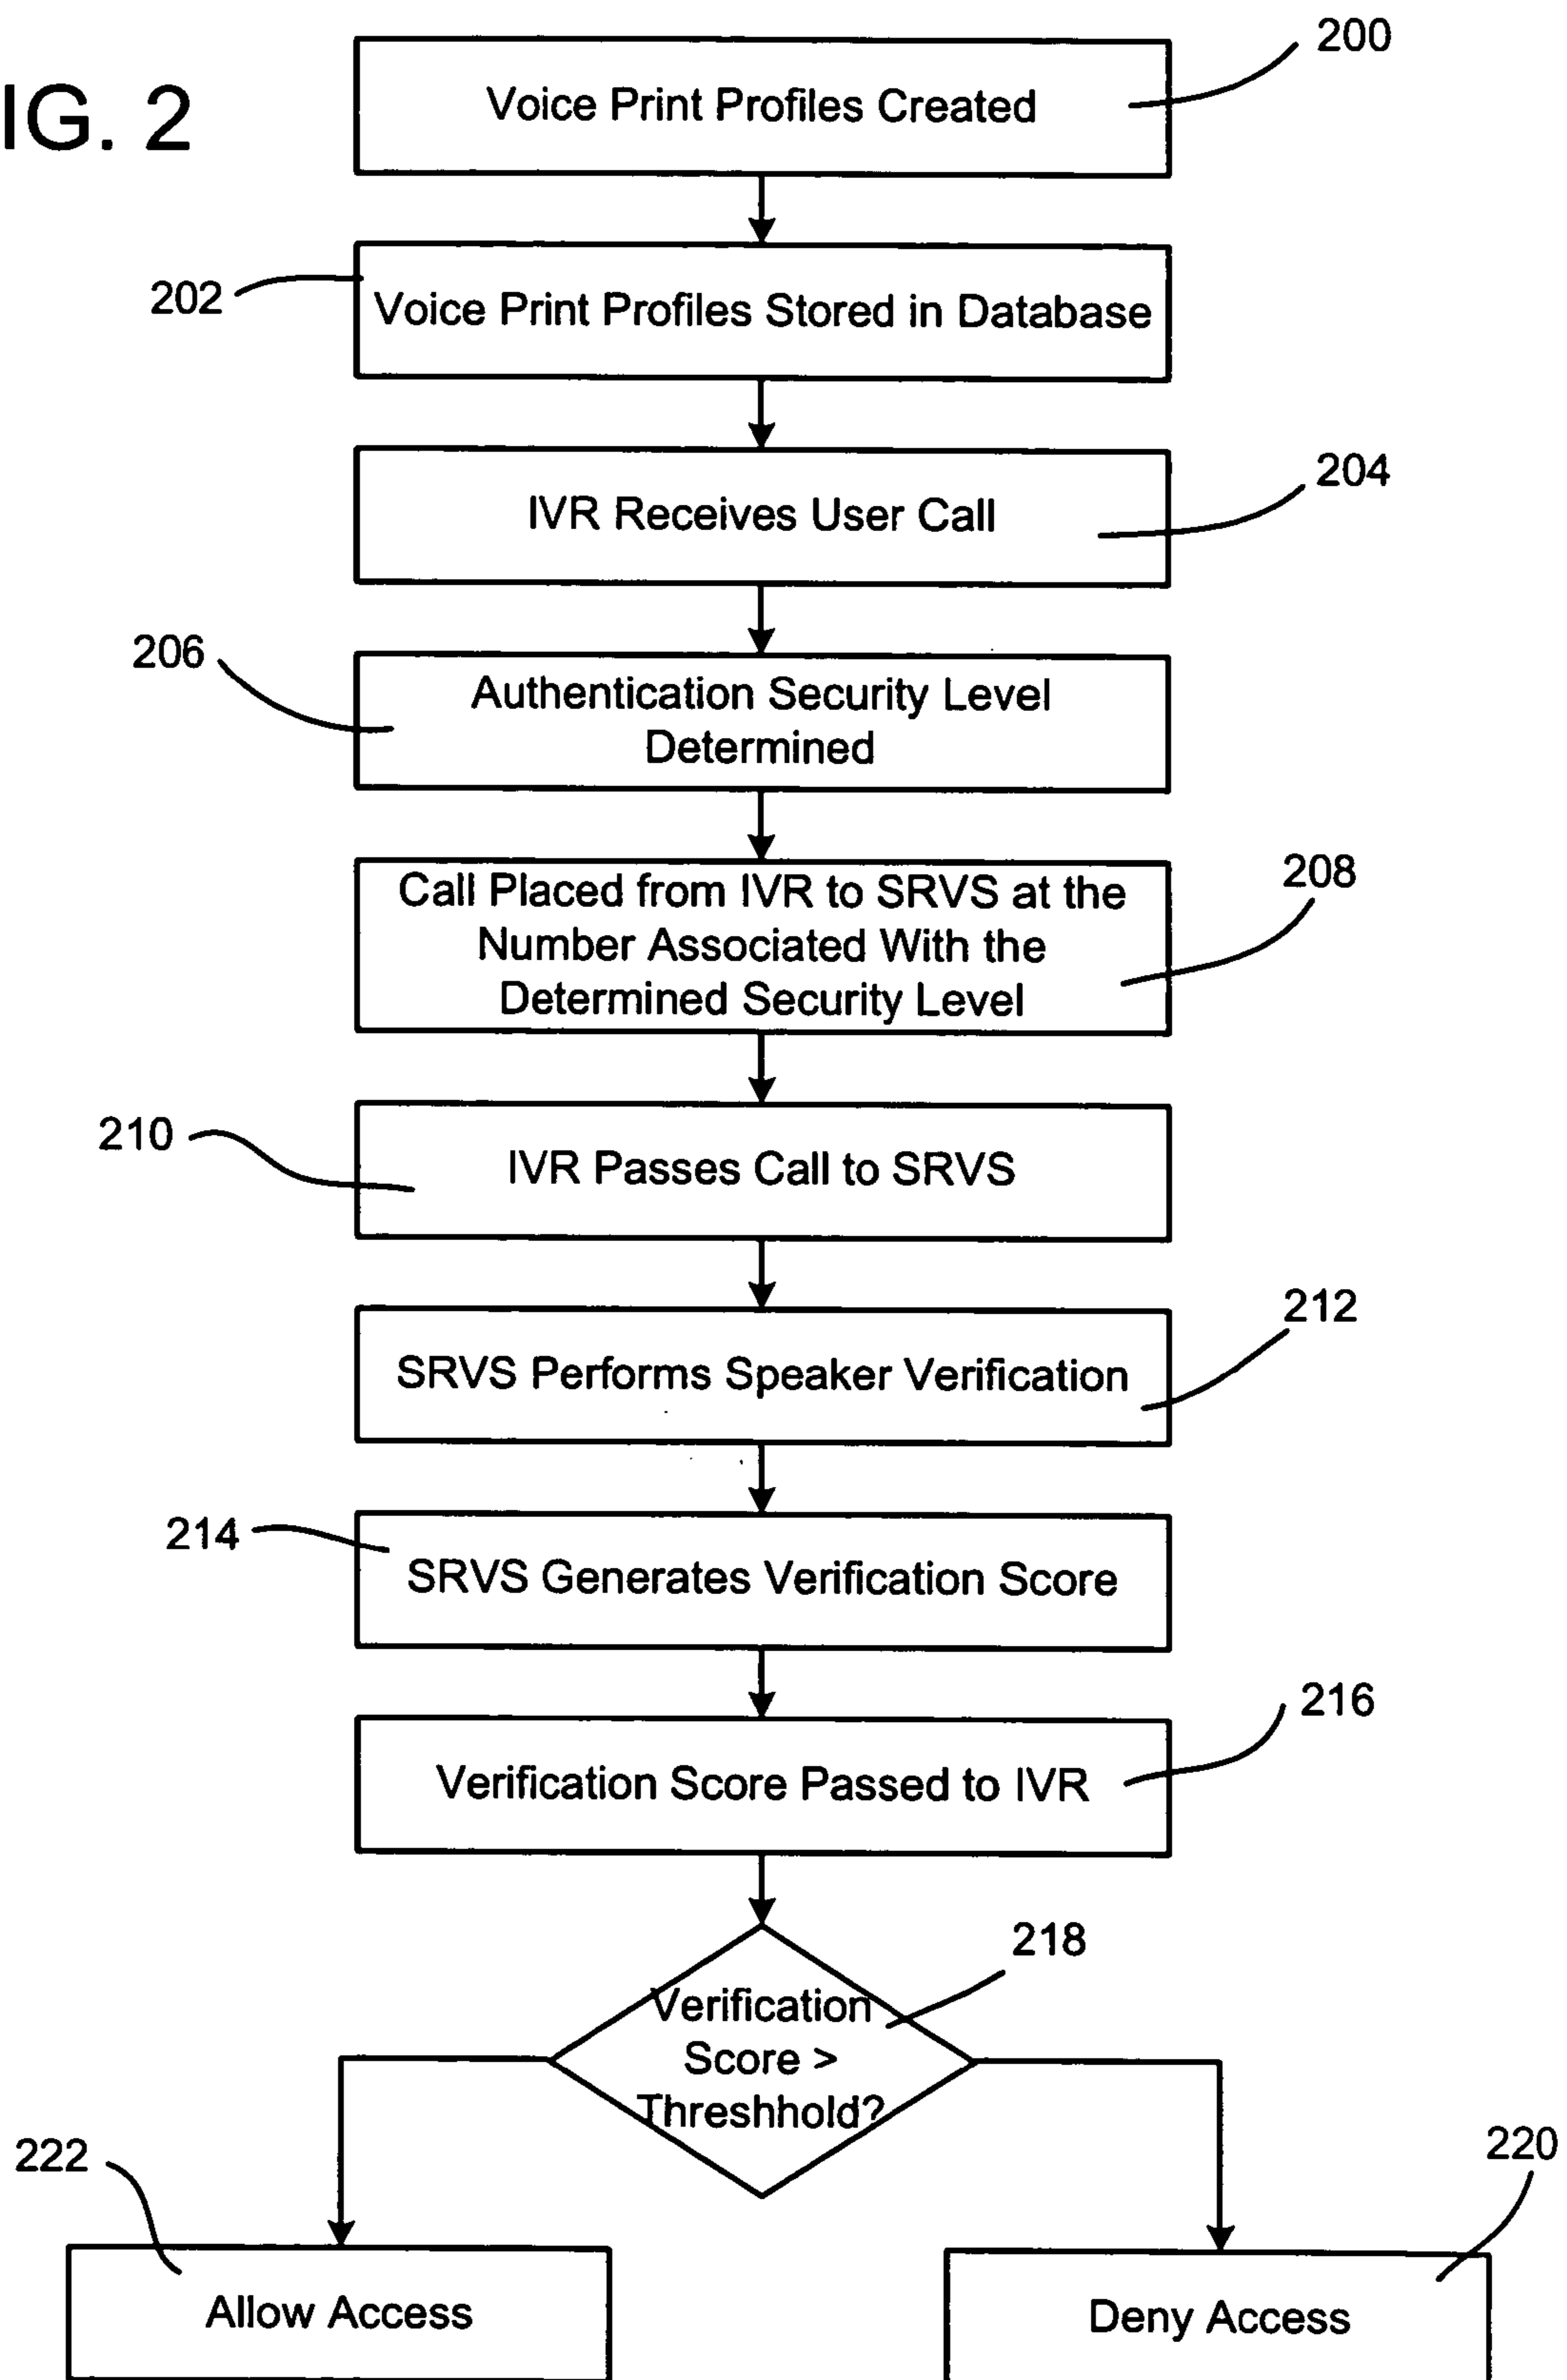 IG. 2
Voice Print Profiles Created
200
202
Voice Print Profiles Stored in Database
IVR Receives User Call
204
206
Authentication Security Level
Determined
Call Placed from IVR to SRVS at the
Number Associated With the
Determined Security Level
208
210
IVR Passes Call to SRVS
SRVS Performs Speaker Verification
212
214
SRVS Generates Verification Score
Verification Score Passed to IVR
216
218
Verification
Score >
Threshhold?
222
Allow Access
220
Deny Access